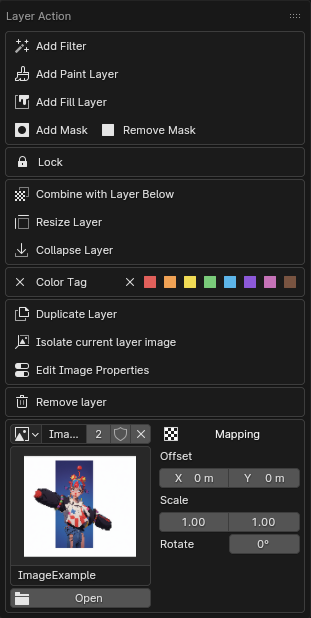 Layer Action
Add Filter
Add Paint Layer
Add Fill Layer
Add Mask Remove Mask
Lock
Combine with Layer Below
Resize Layer
Collapse Layer
Color Tag
Duplicate Layer
Isolate current layer image
Edit Image Properties
Remove layer
Ima... 2
Mapping
Offset
X 0 m Y 0 m
Scale
1.00 1.00
Rotate 0°
ImageExample
Open